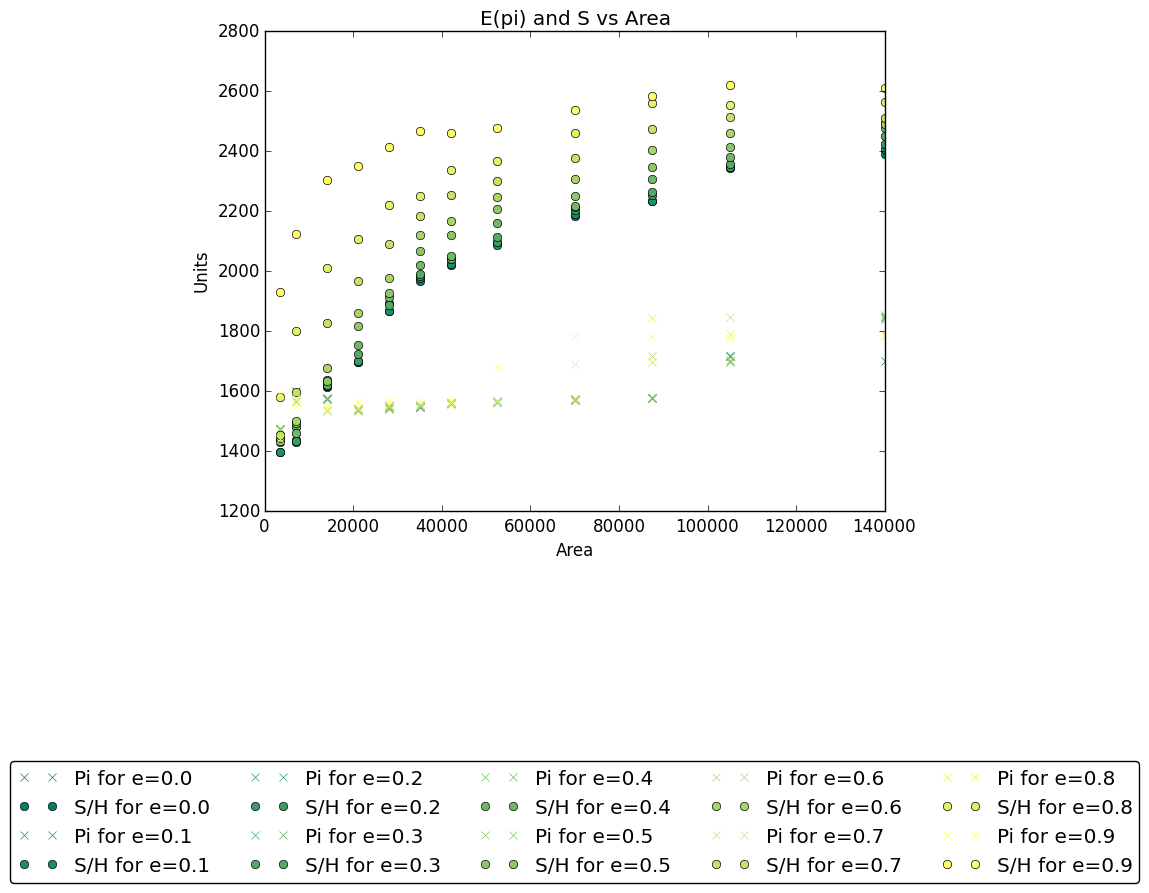 E(pi) and S vs Area
2800
2600
2400
2200
2000
1800
1600
1400
1200
Units
0 20000 40000 60000 80000 100000 120000 140000
Area
Pi for e=0.0 Pi for e=0.2 Pi for e=0.4 Pi for e=0.6 Pi for e=0.8
S/H for e=0.0 S/H for e=0.2 S/H for e=0.4 S/H for e=0.6 S/H for e=0.8
Pi for e=0.1 Pi for e=0.3 Pi for e=0.5 Pi for e=0.7 Pi for e=0.9
S/H for e=0.1 S/H for e=0.3 S/H for e=0.5 S/H for e=0.7 S/H for e=0.9